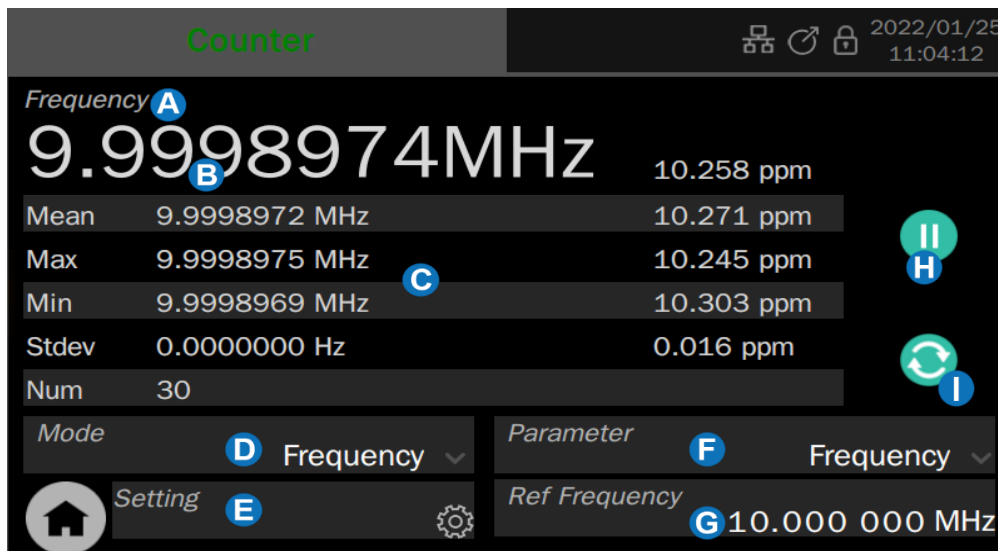 Counter
2022/01/25
11:04:12
Frequency A
9.9998974MHz 10.258 ppm
B
Mean 9.9998972 MHz 10.271 ppm
Max 9.9998975 MHz 10.245 ppm
C
H
Min 9.9998969 MHz 10.303 ppm
Stdev 0.0000000 Hz 0.016 ppm
Num 30
I
Mode D Frequency
Parameter F Frequency
Setting E
Ref Frequency G 10.000 000 MHz